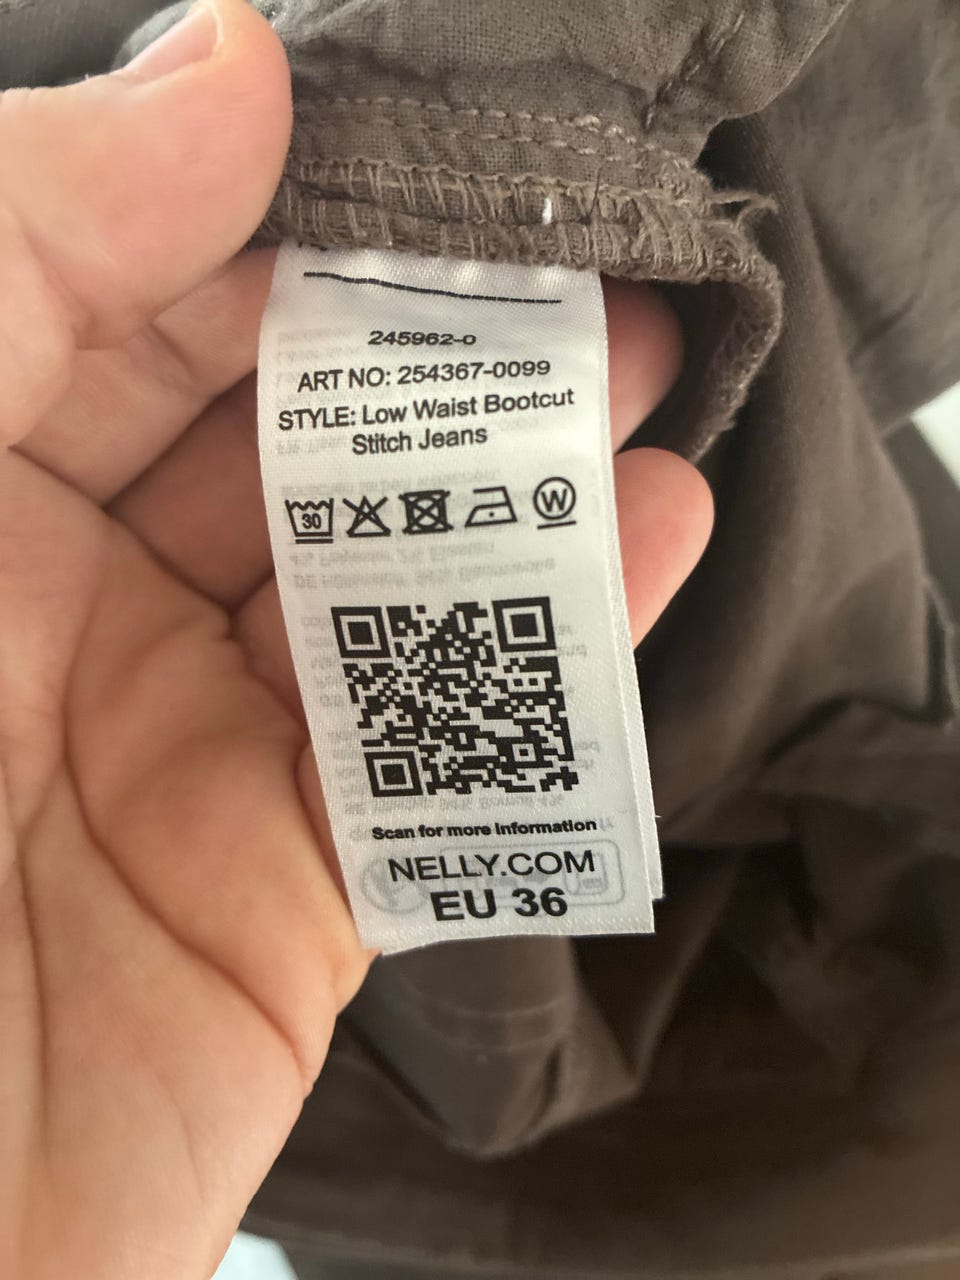 245962-0
ART NO: 254367-0099
STYLE: Low Waist Bootcut
Stitch Jeans
30
W
Scan for more information
NELLY.COM
EU 36